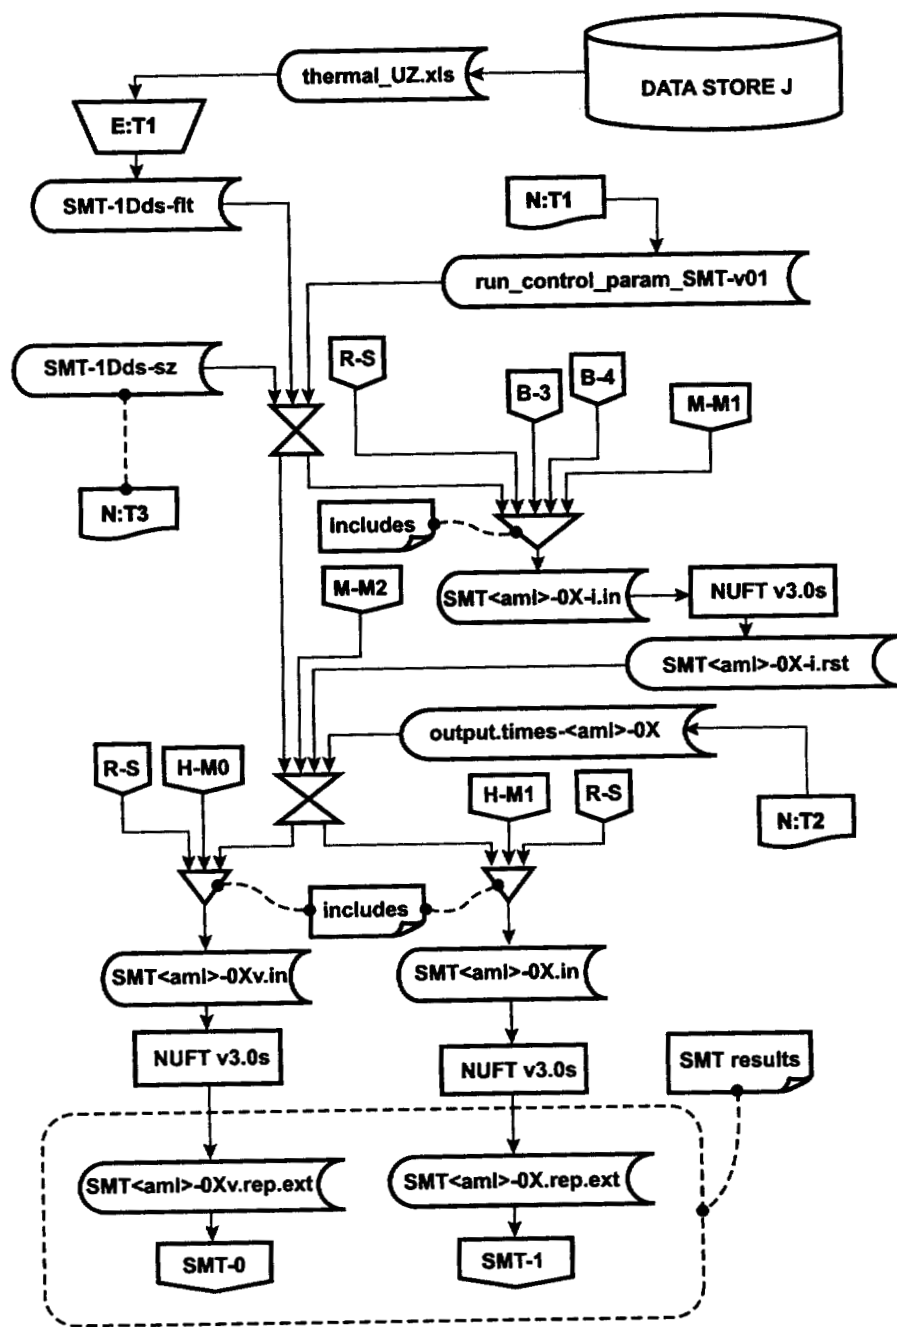 thermal_UZ.xls
DATA STORE J
E:T1
SMT-1Dds-flt
N:T1
run_control_param_SMT-v01
SMT-1Dds-sz
R-S
B-3
B-4
M-M1
N:T3
includes
M-M2
SMT<aml>-0X-i.in
NUFT v3.0s
SMT<aml>-0X-i.rst
output.times-<aml>-0X
R-S
H-M0
H-M1
R-S
N:T2
includes
SMT<aml>-0Xv.in
SMT<aml>-0X.in
NUFT v3.0s
NUFT v3.0s
SMT results
SMT<aml>-0Xv.rep.ext
SMT<aml>-0X.rep.ext
SMT-0
SMT-1